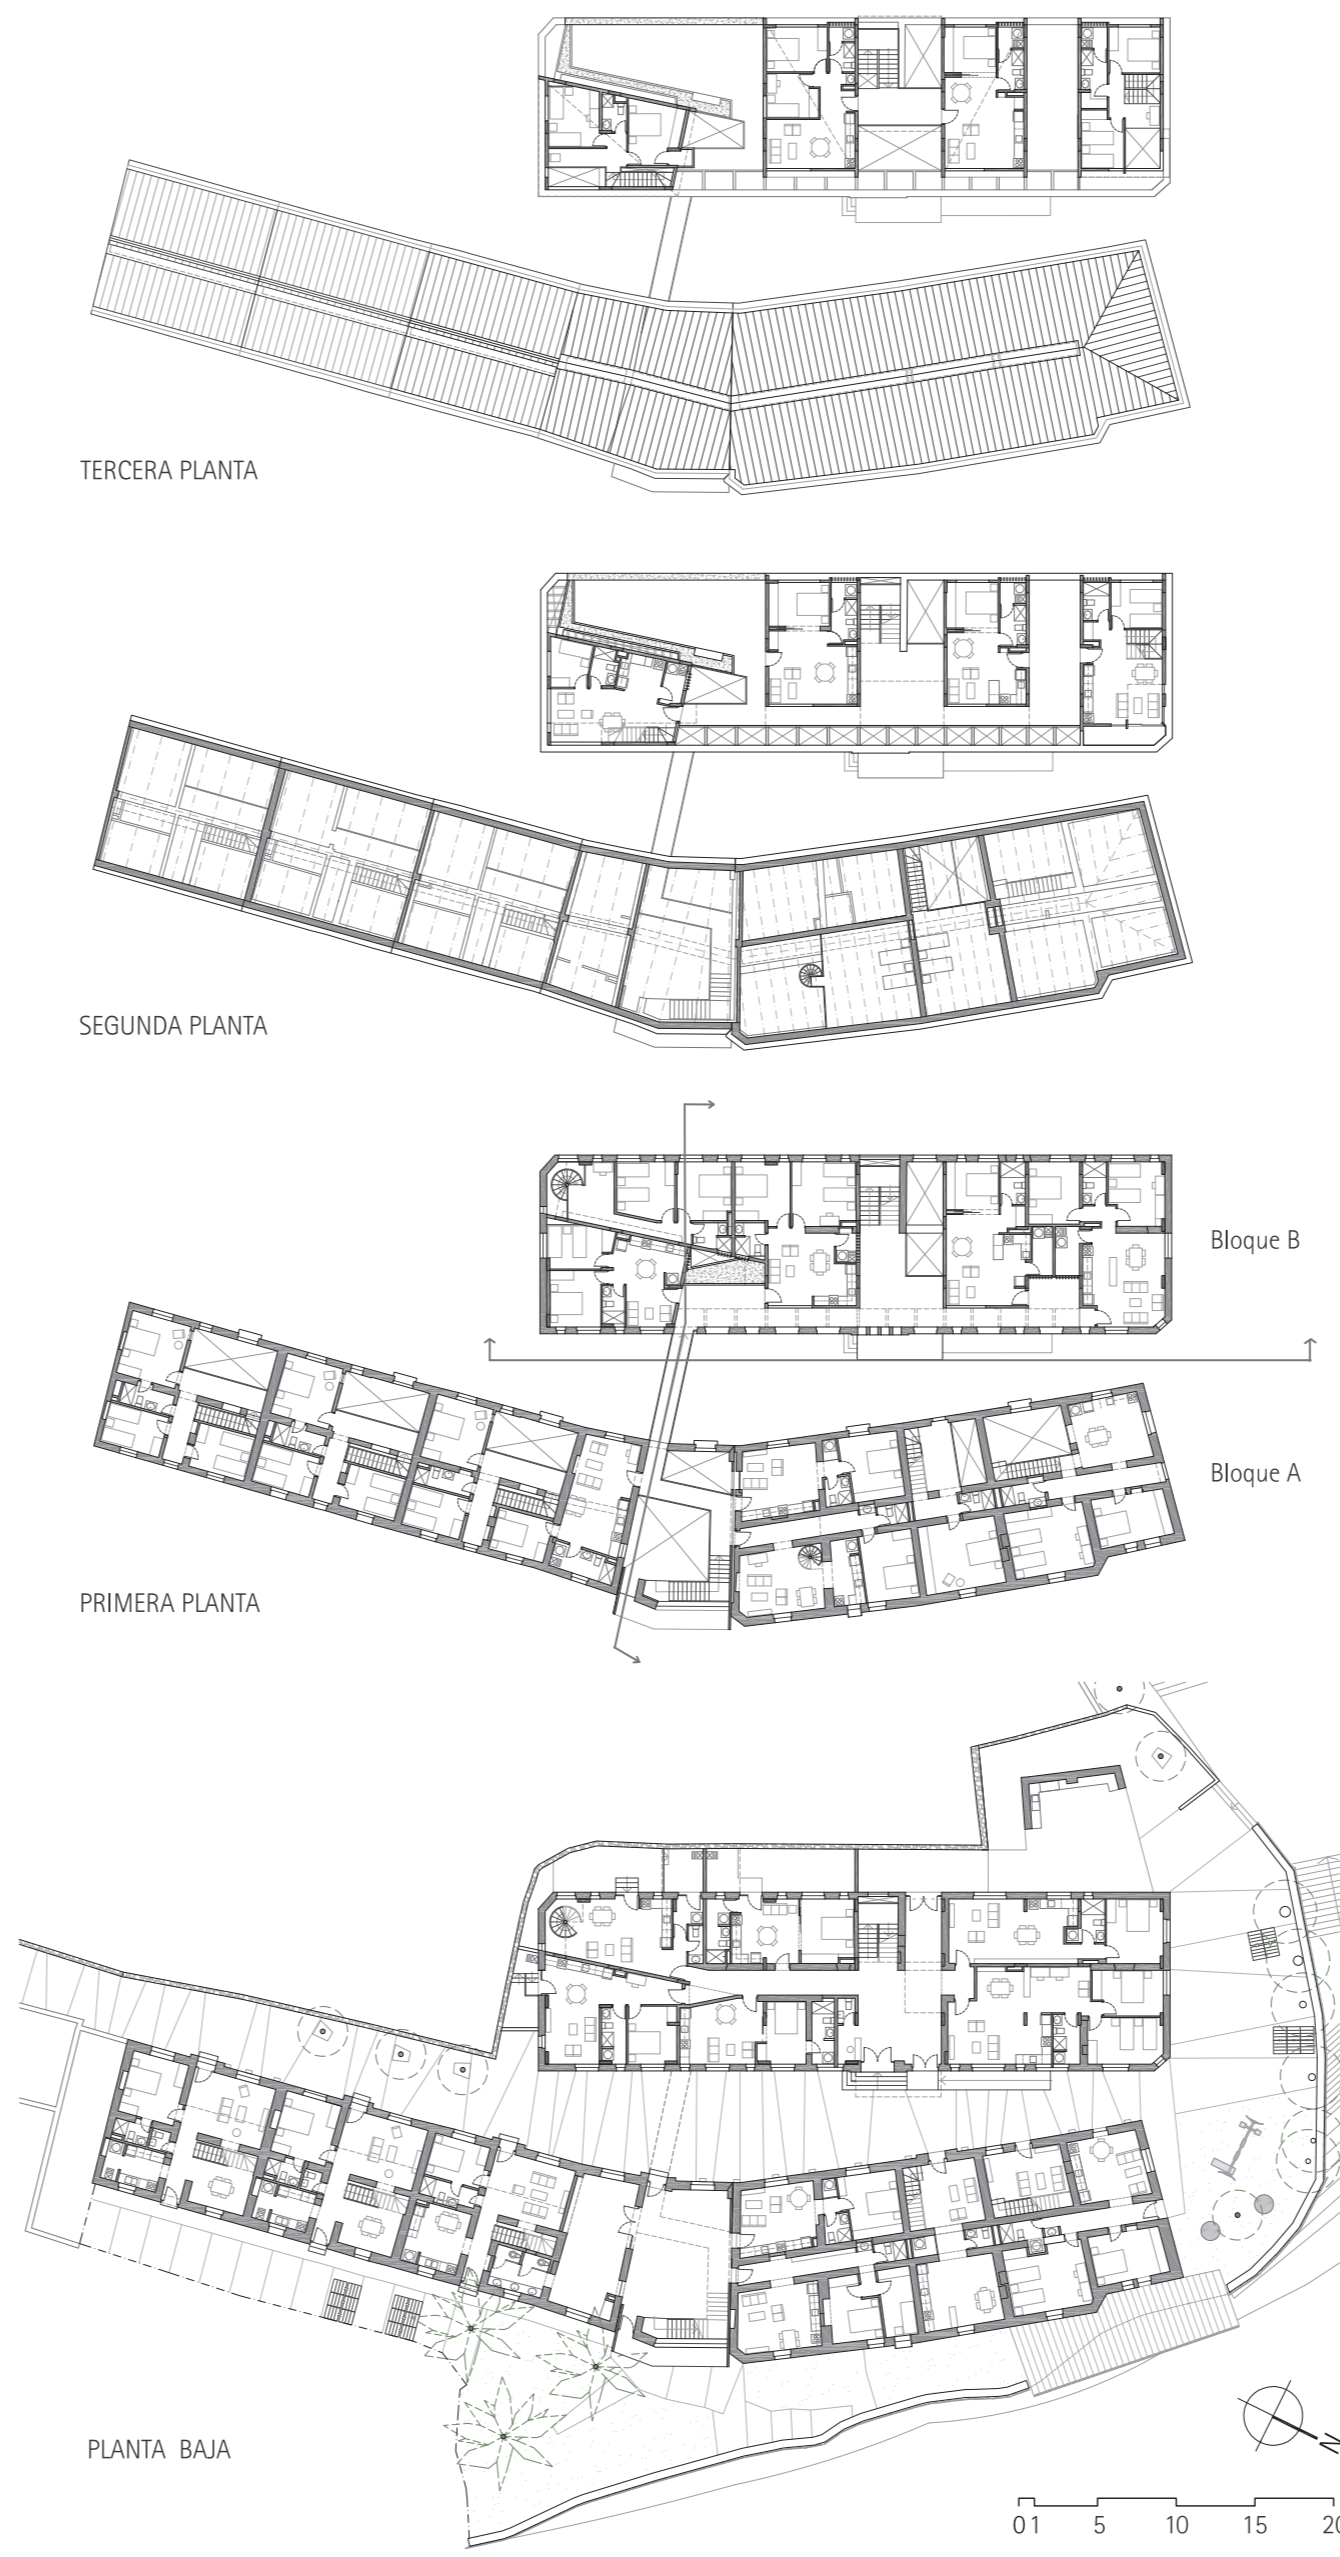 TERCERA PLANTA
SEGUNDA PLANTA
Bloque B
Bloque A
PRIMERA PLANTA
PLANTA BAJA
N
0 1 5 10 15 20